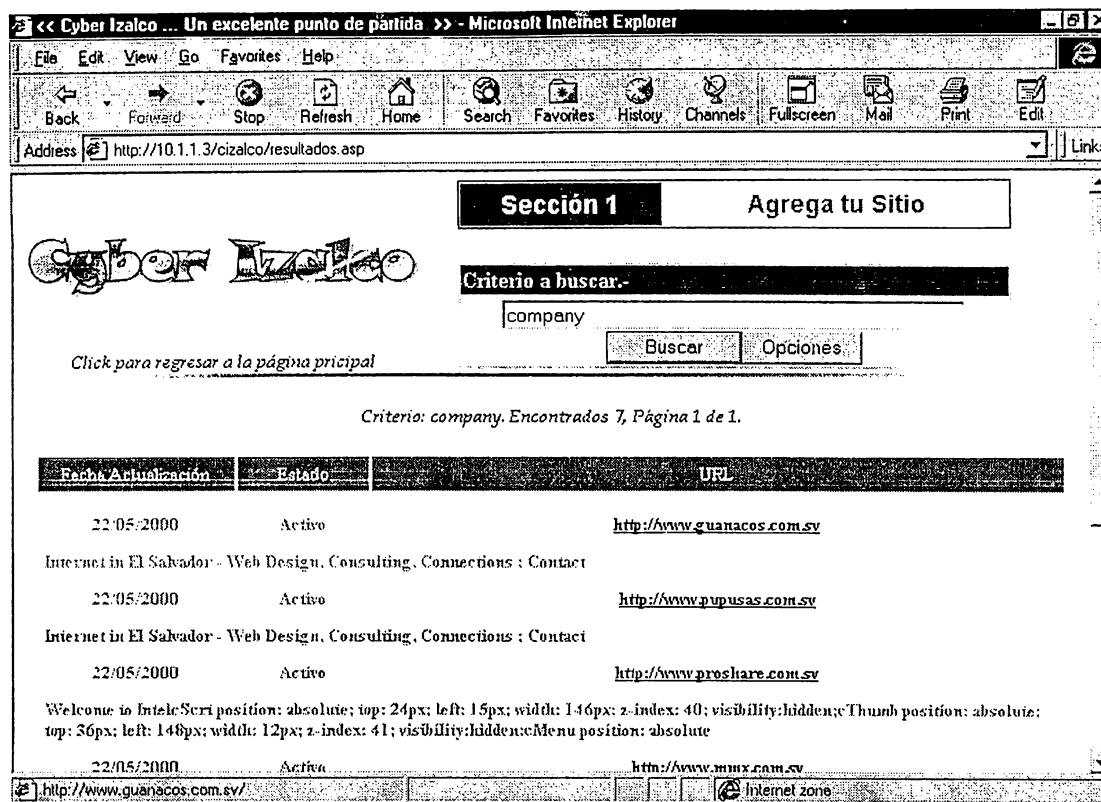 << Cyber Izalco ... Un excelente punto de partida >> - Microsoft Internet Explorer
File Edit View Go Favorites Help
Back Forward Stop Refresh Home Search Favorites History Channels Fullscreen Mail Print Edit
Address http://10.1.1.3/cizalco/resultados.asp Links
Sección 1 Agrega tu Sitio
Cyber Izalco
Criterio a buscar.-
company
Buscar Opciones
Click para regresar a la página pricipal
Criterio: company. Encontrados 7, Página 1 de 1.
Fecha Actualización Estado URL
22/05/2000 Activo http://www.guanacos.com.sv
Internet in El Salvador - Web Design, Consulting, Connections ; Contact
22/05/2000 Activo http://www.pupusas.com.sv
Internet in El Salvador - Web Design, Consulting, Connections ; Contact
22/05/2000 Activo http://www.proshare.com.sv
Welcome to IntelcScri position: absolute; top: 24px; left: 15px; width: 146px; z-index: 40; visibility:hidden;cThumb position: absolute;
top: 36px; left: 148px; width: 12px; z-index: 41; visibility:hidden;cMenu position: absolute
22/05/2000 Activo
http://www.guanacos.com.sv/ Internet zone